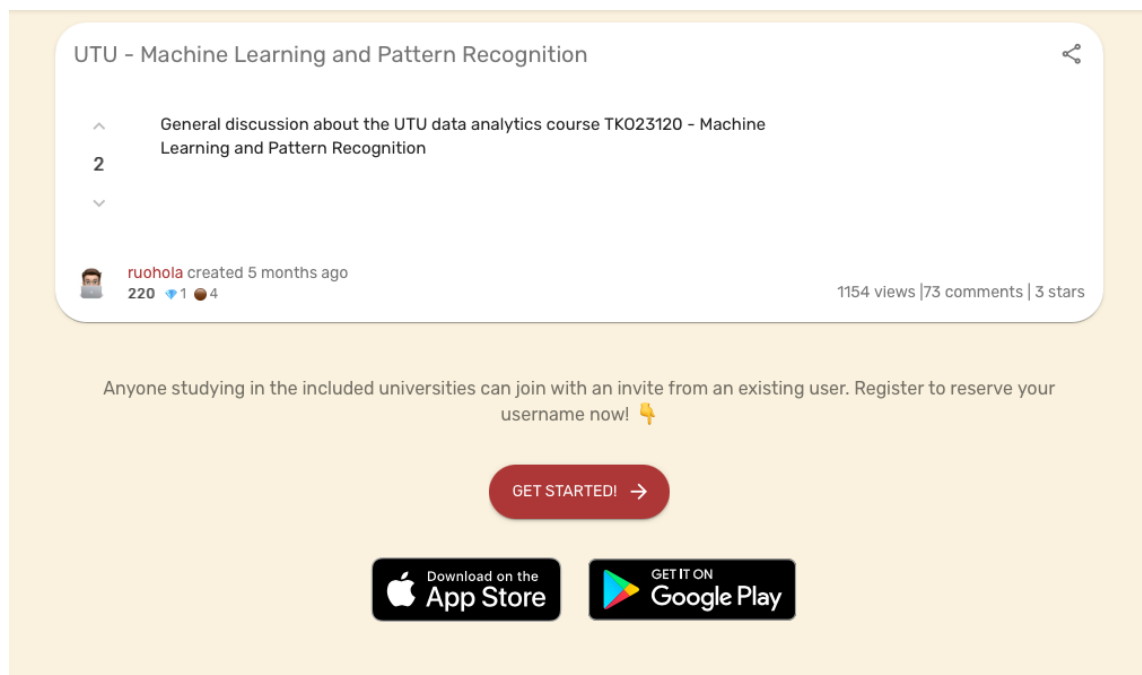 UTU - Machine Learning and Pattern Recognition
General discussion about the UTU data analytics course TKO23120 - Machine
Learning and Pattern Recognition
2
ruohola created 5 months ago
220 💎1 🟤4
1154 views |73 comments | 3 stars
Anyone studying in the included universities can join with an invite from an existing user. Register to reserve your
username now! 👇
GET STARTED! →
Download on the
App Store
GET IT ON
Google Play